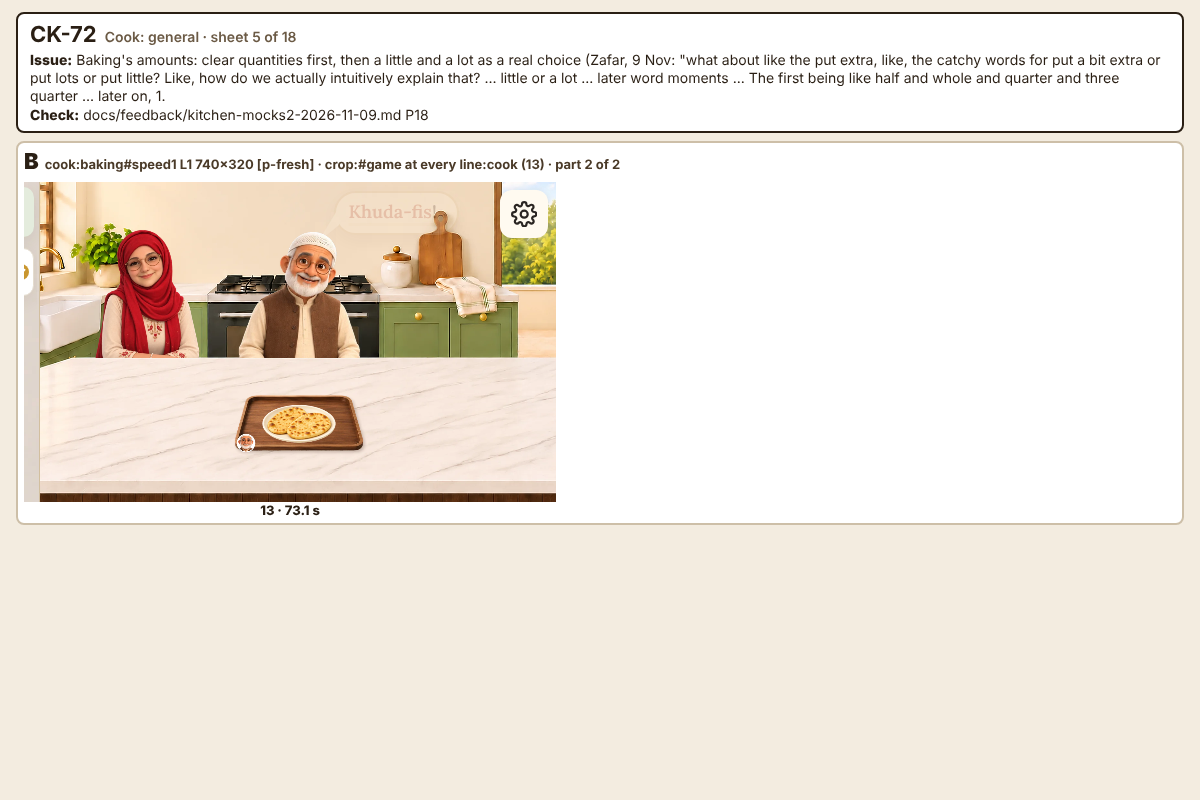 CK-72 Cook: general · sheet 5 of 18
Issue: Baking's amounts: clear quantities first, then a little and a lot as a real choice (Zafar, 9 Nov: "what about like the put extra, like, the catchy words for put a bit extra or
put lots or put little? Like, how do we actually intuitively explain that? ... little or a lot ... later word moments ... The first being like half and whole and quarter and three
quarter ... later on, 1.
Check: docs/feedback/kitchen-mocks2-2026-11-09.md P18
B cook:baking#speed1 L1 740×320 [p-fresh] · crop:#game at every line:cook (13) · part 2 of 2
Khuda-fis!
13 · 73.1 s